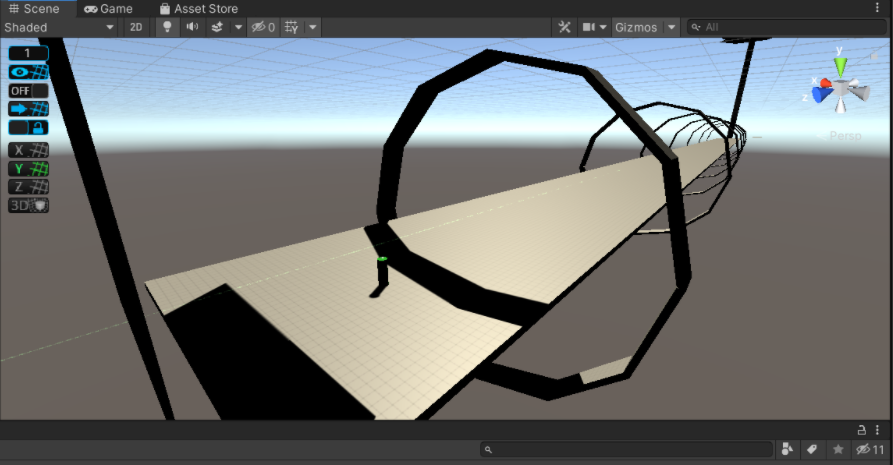 Scene Game Asset Store
Shaded 2D 0 Gizmos All
1
OFF
X
Y
Z
3D
y
x
z
Persp
11